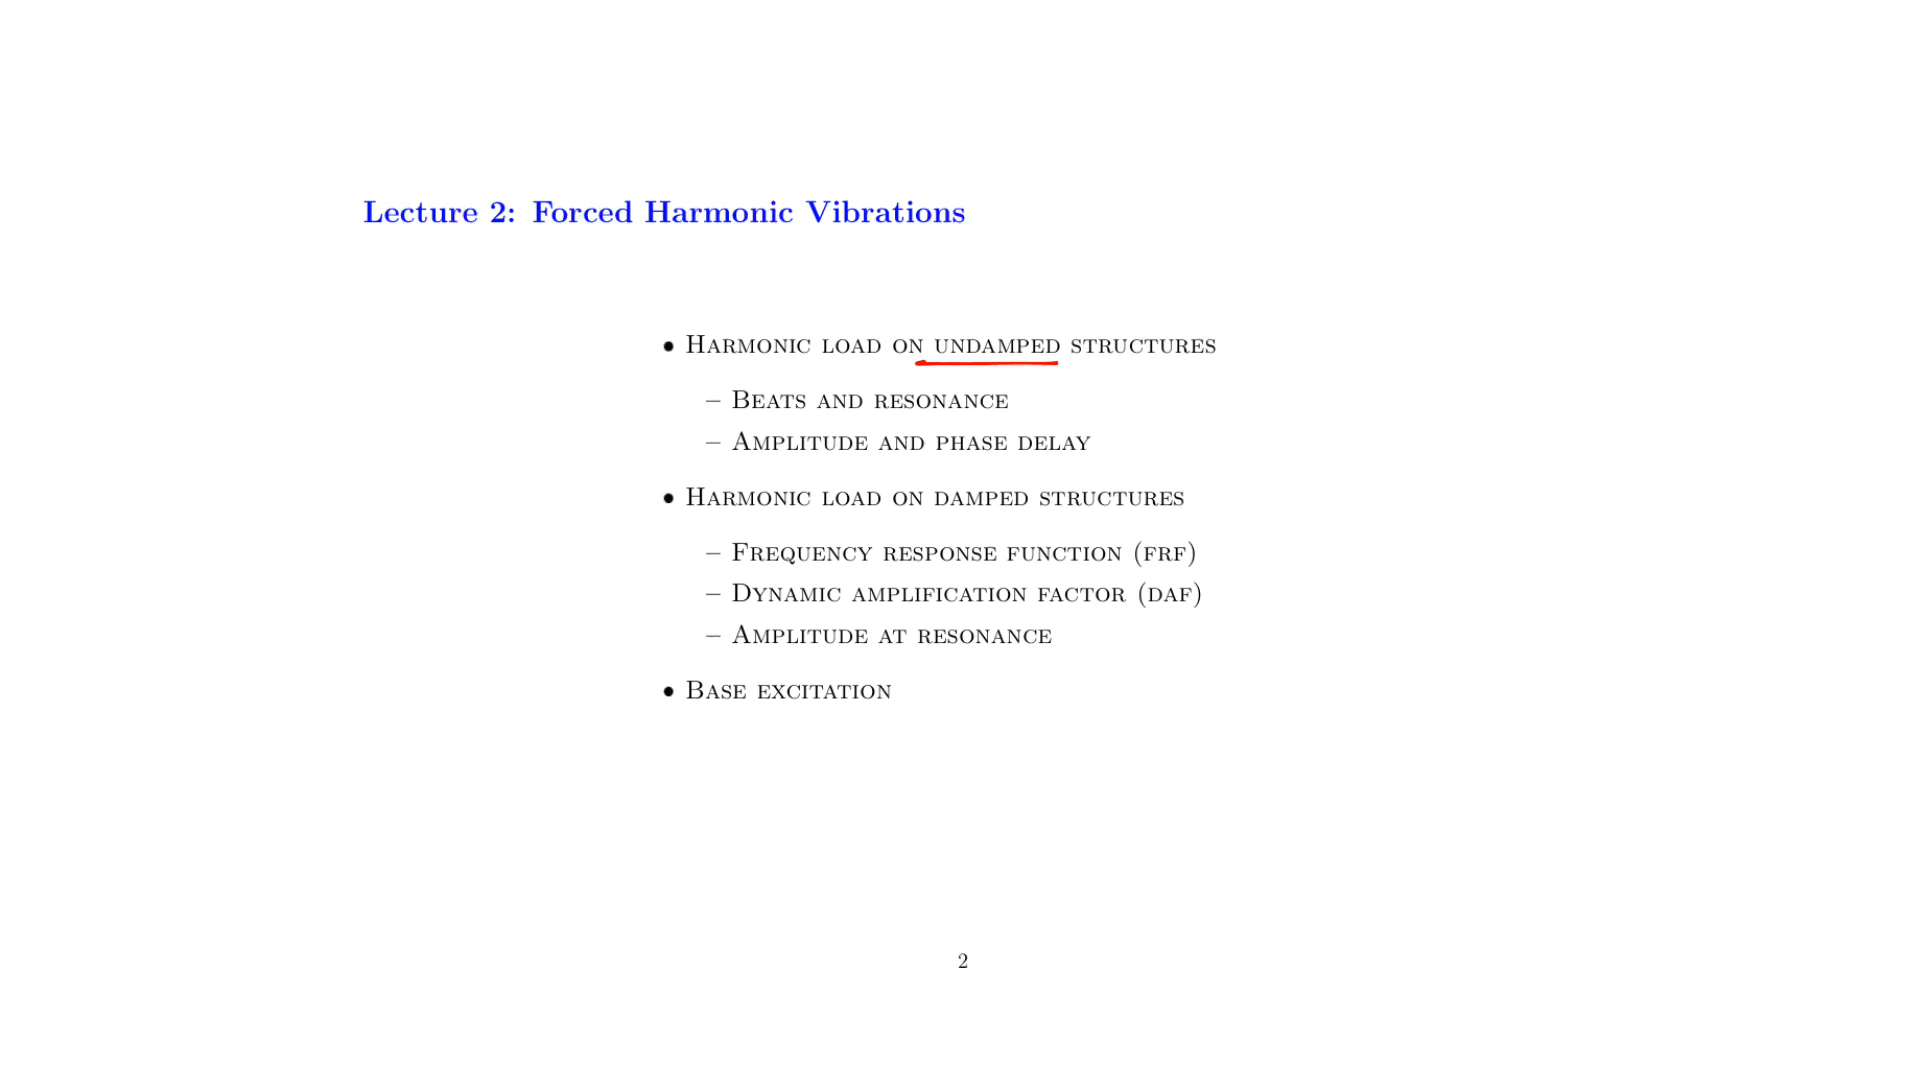 Lecture 2: Forced Harmonic Vibrations
• Harmonic load on undamped structures
– Beats and resonance
– Amplitude and phase delay
• Harmonic load on damped structures
– Frequency response function (frf)
– Dynamic amplification factor (daf)
– Amplitude at resonance
• Base excitation
2